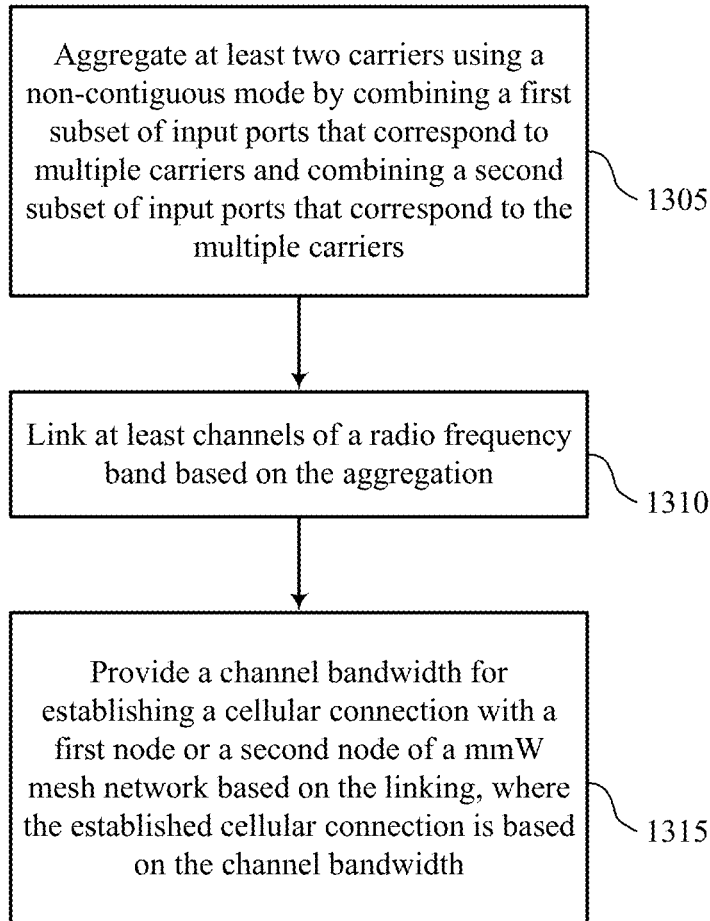 Aggregate at least two carriers using a
non-contiguous mode by combining a first
subset of input ports that correspond to
multiple carriers and combining a second
subset of input ports that correspond to the
multiple carriers
1305
Link at least channels of a radio frequency
band based on the aggregation
1310
Provide a channel bandwidth for
establishing a cellular connection with a
first node or a second node of a mmW
mesh network based on the linking, where
the established cellular connection is based
on the channel bandwidth
1315